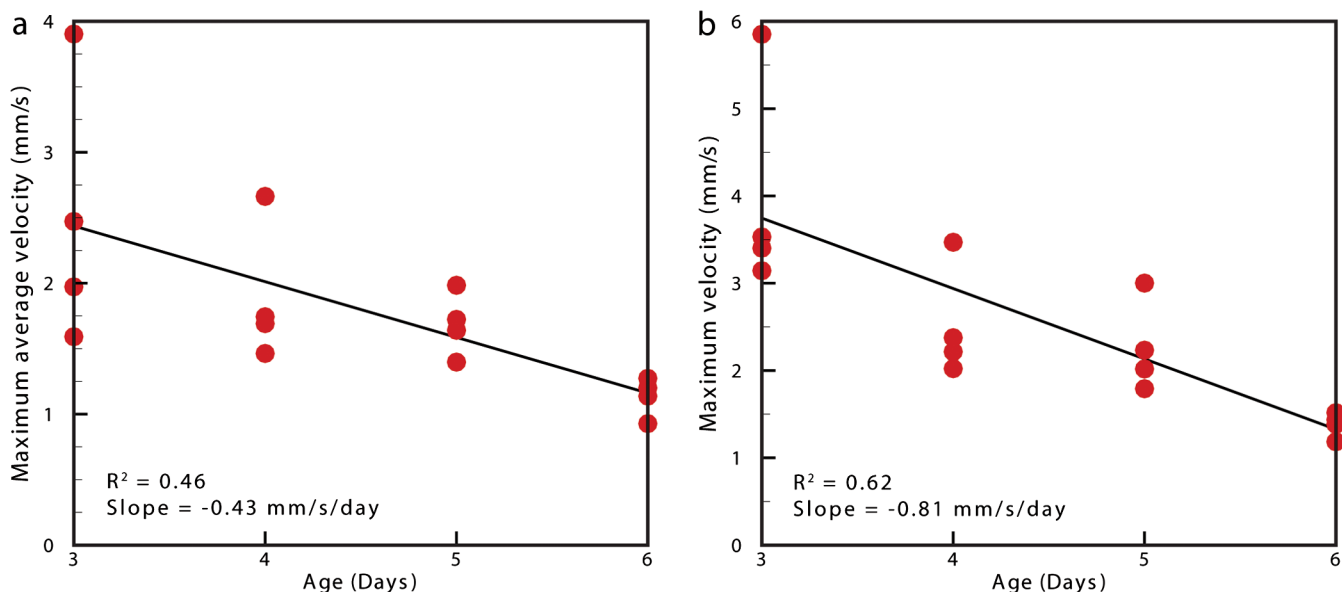 a
Maximum average velocity (mm/s)
4
3
2
1
0
R² = 0.46
Slope = -0.43 mm/s/day
3 4 5 6
Age (Days)
b
Maximum velocity (mm/s)
6
5
4
3
2
1
0
R² = 0.62
Slope = -0.81 mm/s/day
3 4 5 6
Age (Days)